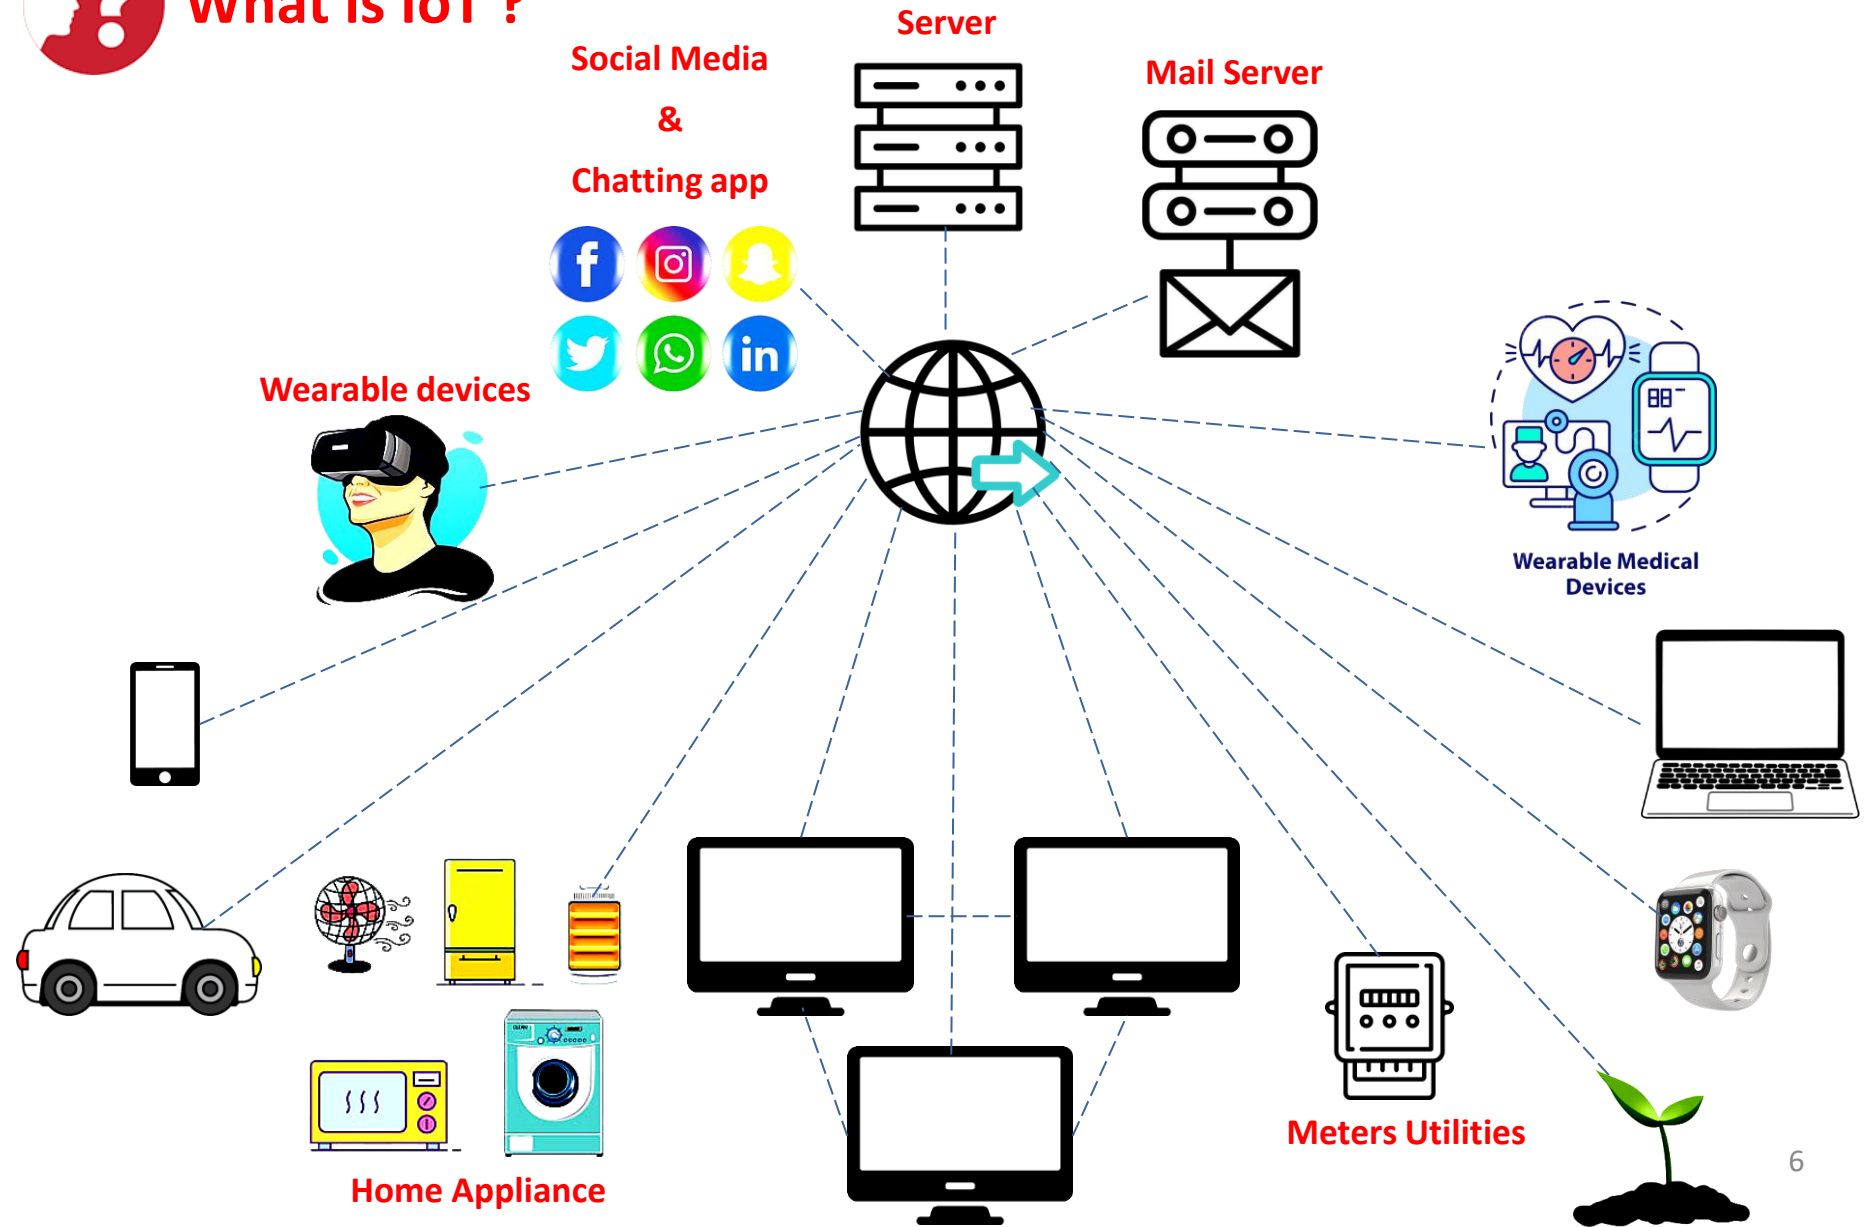 What is IoT ?
Server
Social Media
&
Chatting app
Mail Server
f
in
Wearable devices
Wearable Medical
Devices
Meters Utilities
Home Appliance
6